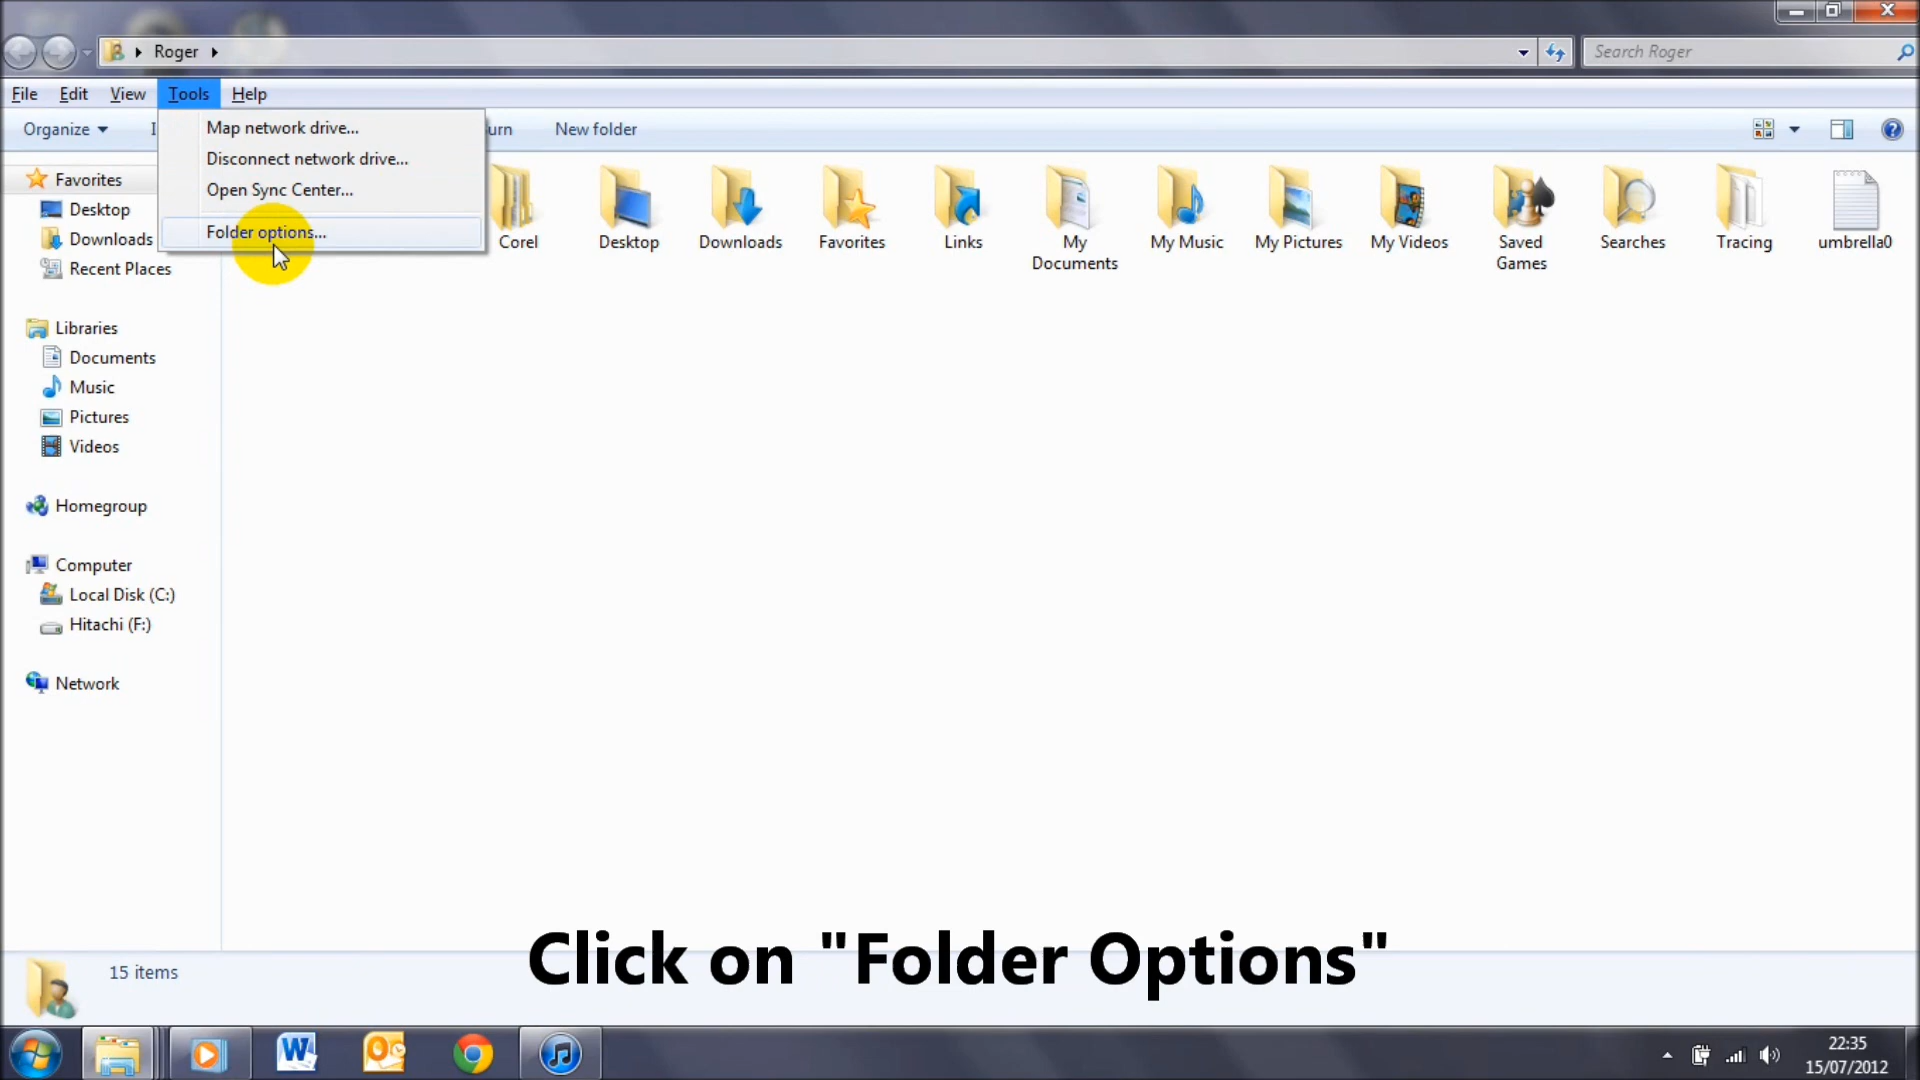 Roger
Search Roger
File Edit View Tools Help
Organize
urn
New folder
Map network drive...
Disconnect network drive...
Open Sync Center...
Folder options...
Favorites
Desktop
Downloads
Recent Places
Libraries
Documents
Music
Pictures
Videos
Homegroup
Computer
Local Disk (C:)
Hitachi (F:)
Network
Corel
Desktop
Downloads
Favorites
Links
My
Documents
My Music
My Pictures
My Videos
Saved
Games
Searches
Tracing
umbrella0
Click on "Folder Options"
15 items
22:35
15/07/2012